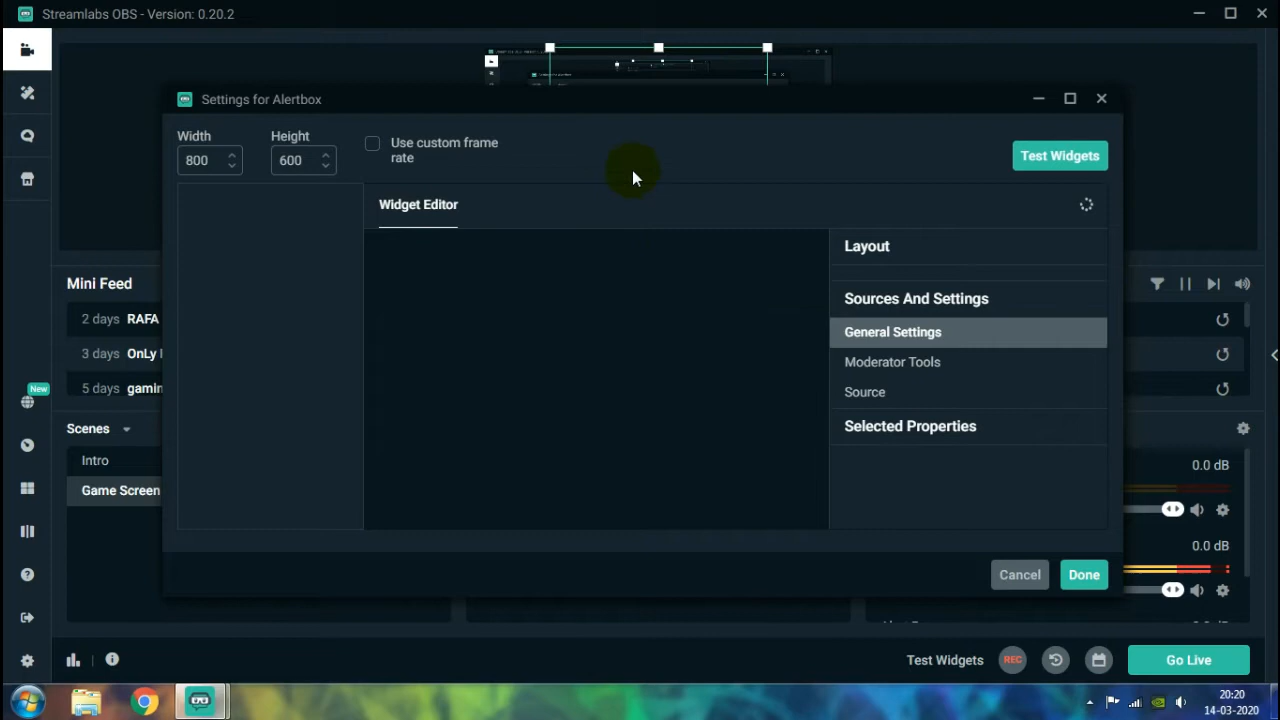 Streamlabs OBS - Version: 0.20.2
Settings for Alertbox
Width
Height
800
600
Use custom frame
rate
Test Widgets
Widget Editor
Layout
Sources And Settings
General Settings
Moderator Tools
Source
Selected Properties
Cancel
Done
Mini Feed
2 days RAFA
3 days OnLy
5 days gamin
New
Scenes
Intro
Game Screen
0.0 dB
0.0 dB
Test Widgets
REC
Go Live
20:20
14-03-2020